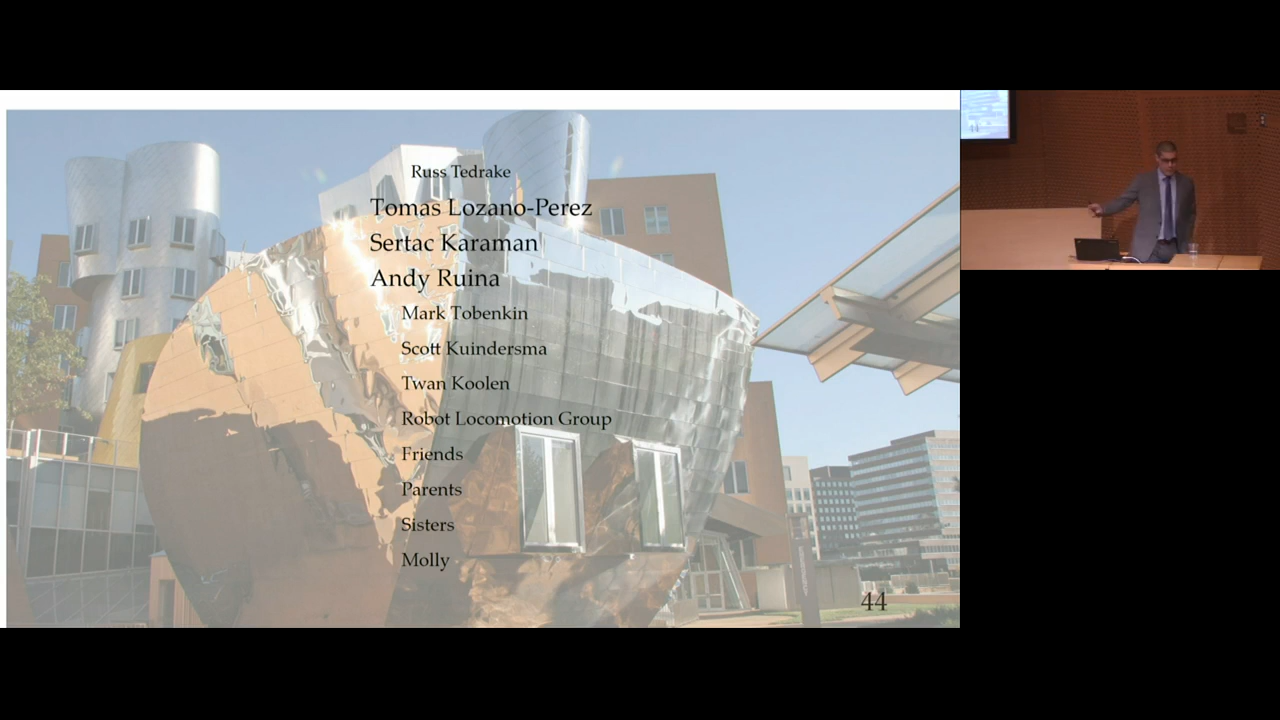 Russ Tedrake
Tomas Lozano-Perez
Sertac Karaman
Andy Ruina
Mark Tobenkin
Scott Kuindersma
Twan Koolen
Robot Locomotion Group
Friends
Parents
Sisters
Molly
44